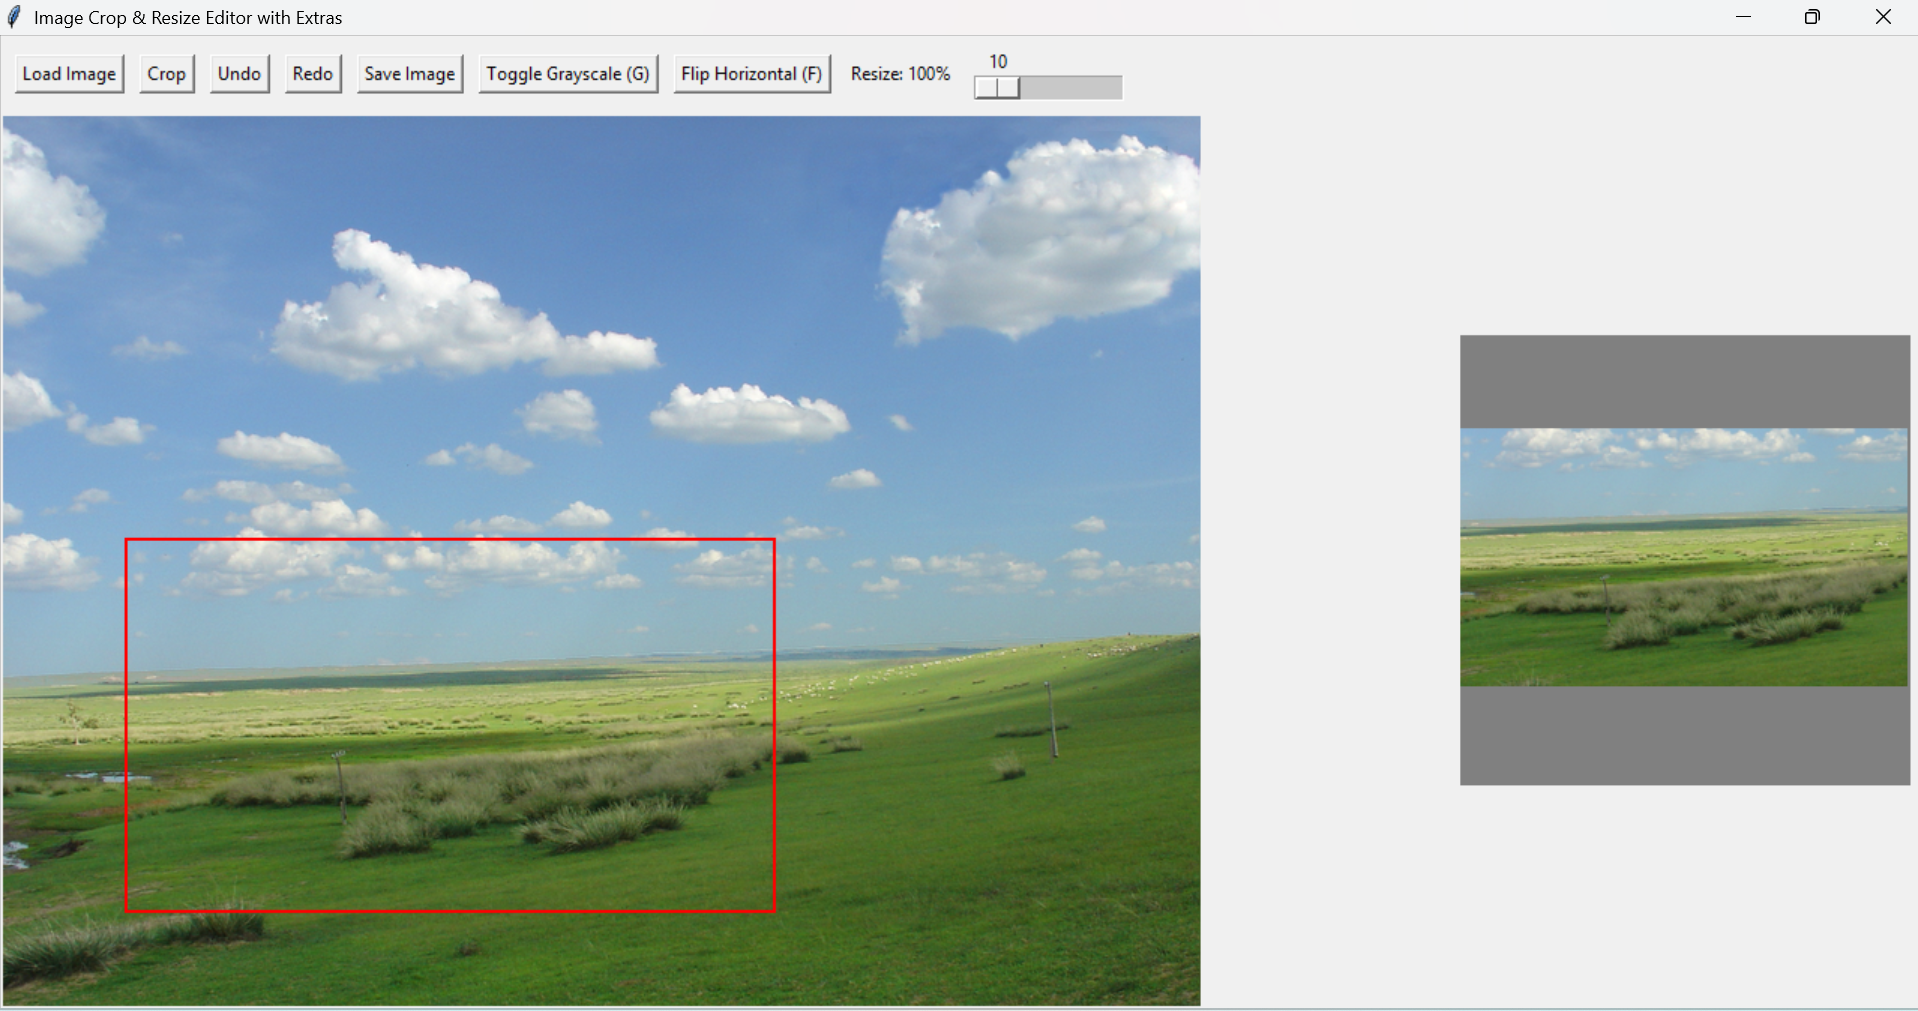 Image Crop & Resize Editor with Extras
10
Load Image Crop Undo Redo Save Image Toggle Grayscale (G) Flip Horizontal (F) Resize: 100%